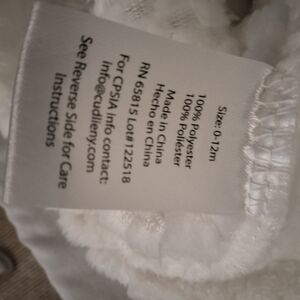 Size: 0-12m
100% Polyester
100% Poliéster
Made in China
Hecho en China
RN 65815 Lot#122518
For CPSIA Info contact:
info@cudlieny.com
See Reverse Side for Care
Instructions